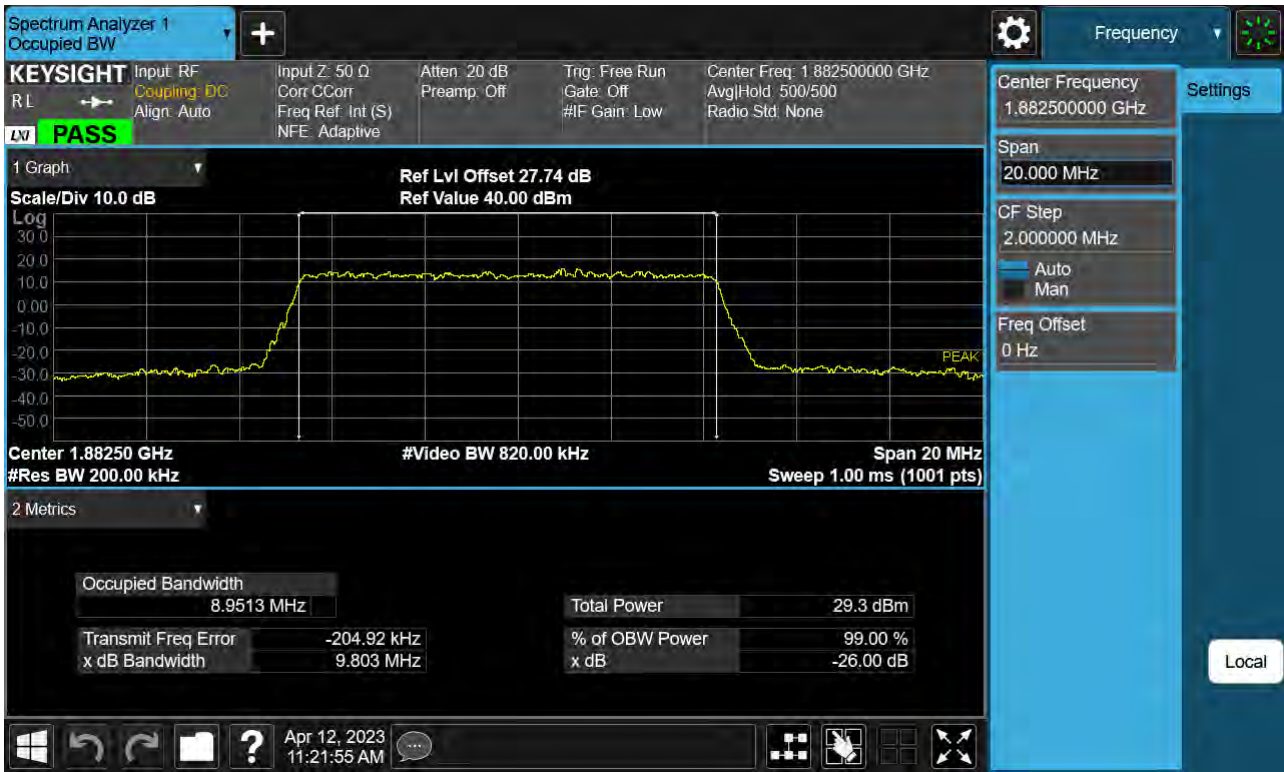 Spectrum Analyzer 1
Occupied BW
+
Frequency
KEYSIGHT
R L
LXI
PASS
Input: RF
Coupling: DC
Align: Auto
Input Z: 50 Ω
Corr CCorr
Freq Ref: Int (S)
NFE: Adaptive
Atten: 20 dB
Preamp: Off
Trig: Free Run
Gate: Off
#IF Gain: Low
Center Freq: 1.882500000 GHz
Avg|Hold: 500/500
Radio Std: None
Center Frequency
1.882500000 GHz
Settings
Span
20.000 MHz
CF Step
2.000000 MHz
Auto
Man
Freq Offset
0 Hz
Local
1 Graph
Scale/Div 10.0 dB
Ref Lvl Offset 27.74 dB
Ref Value 40.00 dBm
Log
30.0
20.0
10.0
0.00
-10.0
-20.0
-30.0
-40.0
-50.0
PEAK
Center 1.88250 GHz
#Video BW 820.00 kHz
Span 20 MHz
#Res BW 200.00 kHz
Sweep 1.00 ms (1001 pts)
2 Metrics
Occupied Bandwidth
8.9513 MHz
Transmit Freq Error -204.92 kHz
x dB Bandwidth 9.803 MHz
Total Power 29.3 dBm
% of OBW Power 99.00 %
x dB -26.00 dB
?
Apr 12, 2023
11:21:55 AM